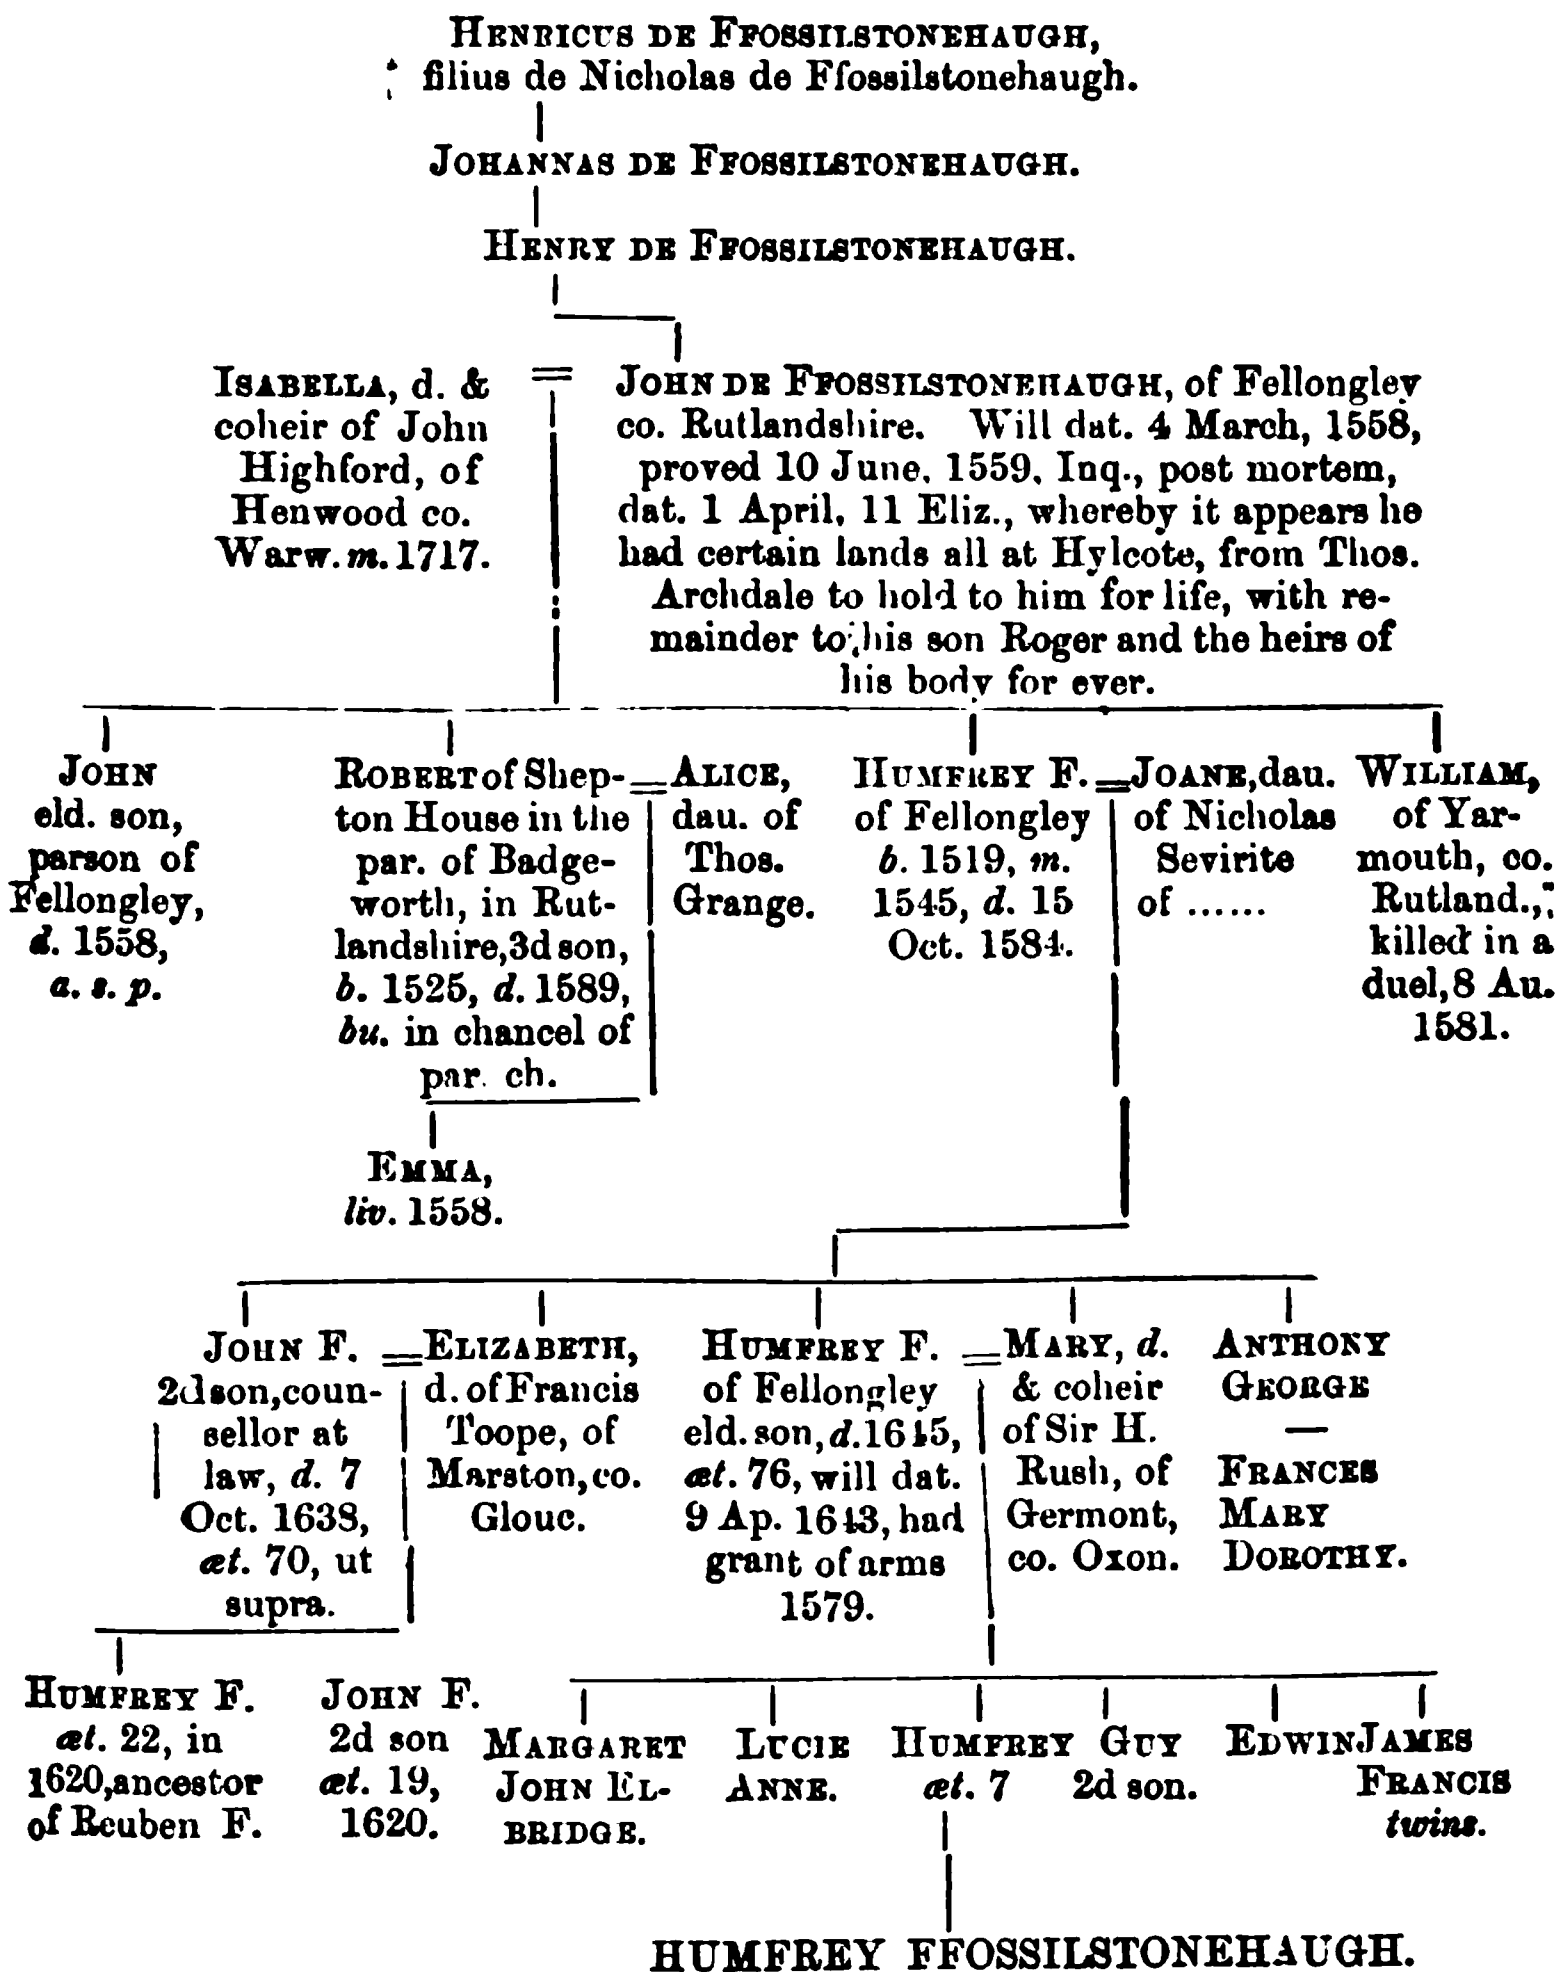 HENRICUS DE FFOSSILSTONEHAUGH,
filius de Nicholas de Ffossilstonehaugh.
JOHANNAS DE FFOSSILSTONEHAUGH.
HENRY DE FFOSSILSTONEHAUGH.
ISABELLA, d. &
coheir of John
Highford, of
Henwood co.
Warw. m. 1717.
=
JOHN DE FFOSSILSTONEHAUGH, of Fellongley
co. Rutlandshire. Will dat. 4 March, 1558,
proved 10 June, 1559, Inq., post mortem,
dat. 1 April, 11 Eliz., whereby it appears he
had certain lands all at Hylcote, from Thos.
Archdale to hold to him for life, with re-
mainder to his son Roger and the heirs of
his body for ever.
JOHN
eld. son,
parson of
Fellongley,
d. 1558,
a. s. p.
ROBERT of Shep-
ton House in the
par. of Badge-
worth, in Rut-
landshire, 3d son,
b. 1525, d. 1589,
bu. in chancel of
par. ch.
=
ALICE,
dau. of
Thos.
Grange.
HUMFREY F.
of Fellongley
b. 1519, m.
1545, d. 15
Oct. 1584.
=
JOANE, dau.
of Nicholas
Sevirite
of ......
WILLIAM,
of Yar-
mouth, co.
Rutland.,
killed in a
duel, 8 Au.
1581.
EMMA,
liv. 1558.
JOHN F.
2d son, coun-
sellor at
law, d. 7
Oct. 1638,
æt. 70, ut
supra.
=
ELIZABETH,
d. of Francis
Toope, of
Marston, co.
Glouc.
HUMFREY F.
of Fellongley
eld. son, d. 1645,
æt. 76, will dat.
9 Ap. 1643, had
grant of arms
1579.
=
MARY, d.
& coheir
of Sir H.
Rush, of
Germont,
co. Oxon.
ANTHONY
GEORGE
—
FRANCES
MARY
DOROTHY.
HUMFREY F.
æt. 22, in
1620, ancestor
of Reuben F.
JOHN F.
2d son
æt. 19,
1620.
MARGARET
JOHN EL-
BRIDGE.
LUCIE
ANNE.
HUMFREY
æt. 7
GUY
2d son.
EDWIN
JAMES
FRANCIS
twins.
HUMFREY FFOSSILSTONEHAUGH.